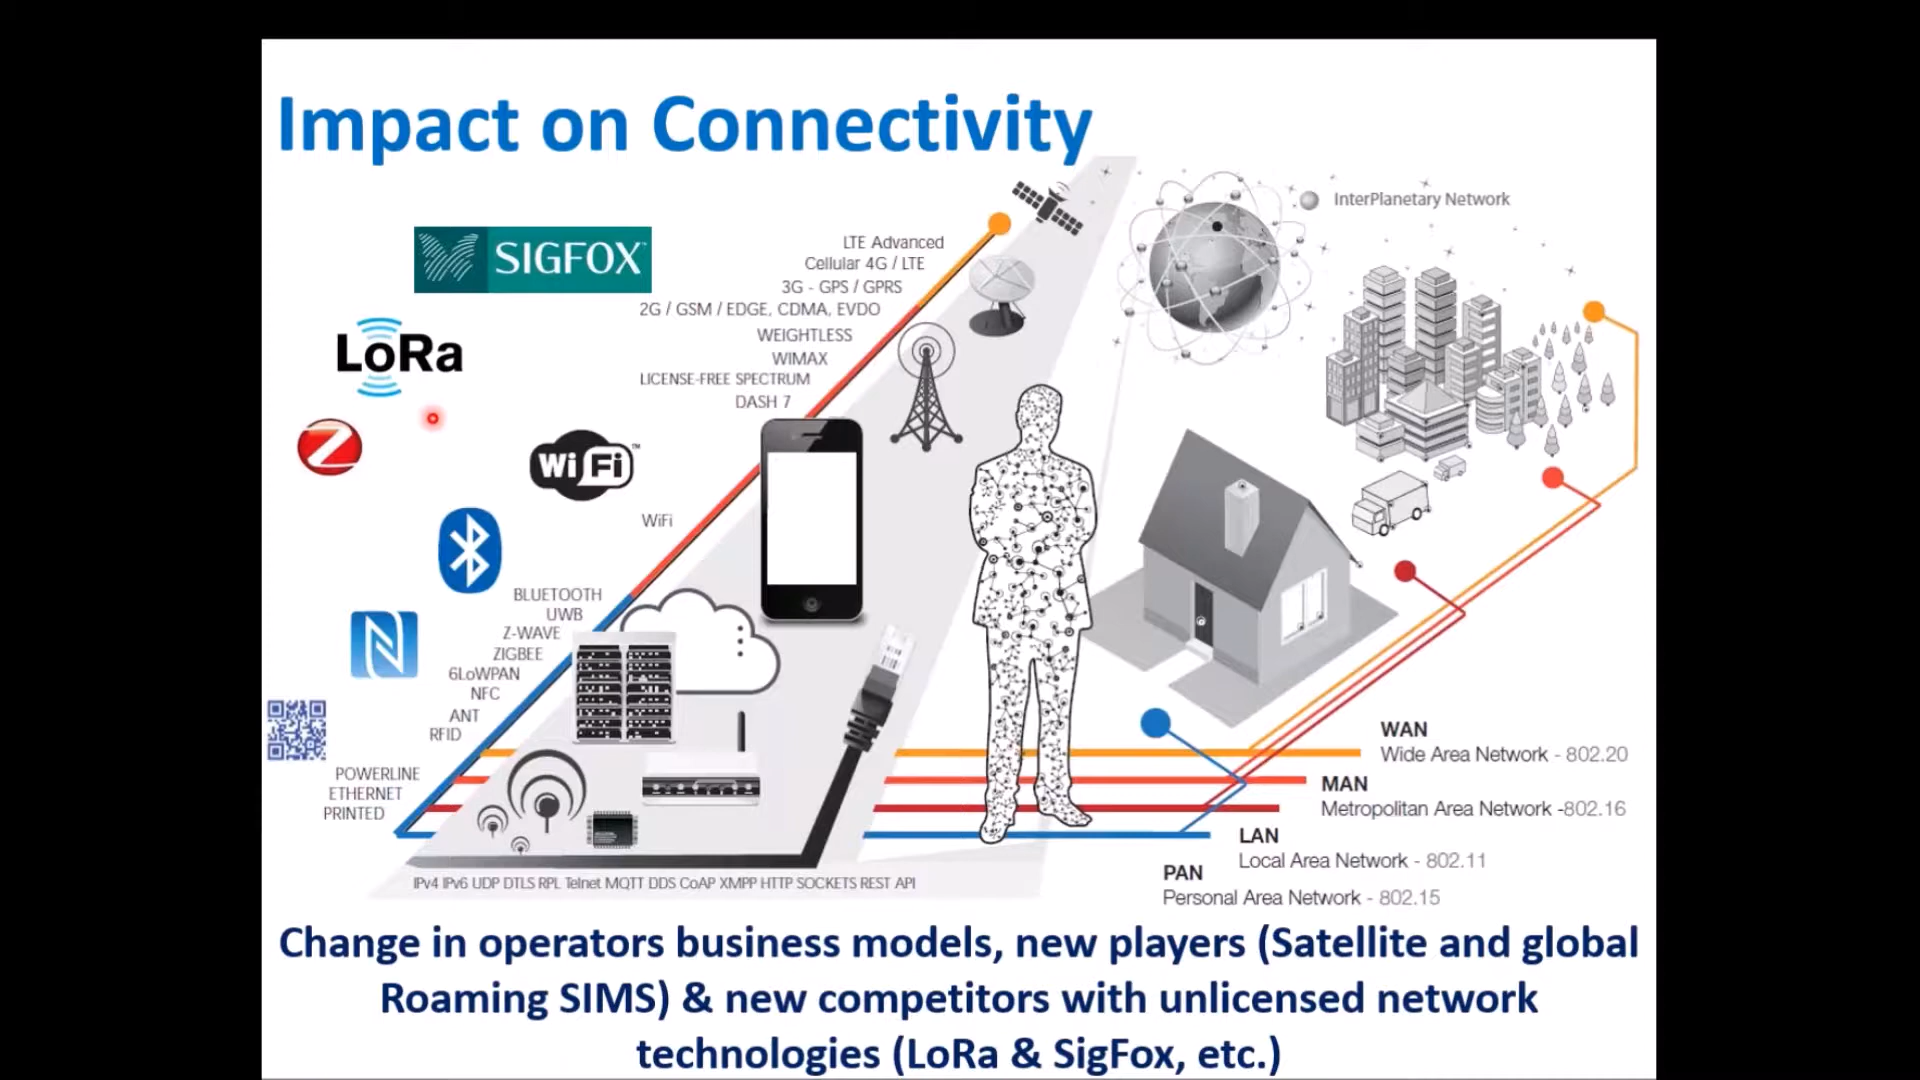 Impact on Connectivity
InterPlanetary Network
SIGFOX™
LTE Advanced
Cellular 4G / LTE
3G - GPS / GPRS
2G / GSM / EDGE, CDMA, EVDO
WEIGHTLESS
WIMAX
LICENSE-FREE SPECTRUM
DASH 7
LoRa
WiFi™
WiFi
BLUETOOTH
UWB
Z-WAVE
ZIGBEE
6LoWPAN
NFC
ANT
RFID
POWERLINE
ETHERNET
PRINTED
WAN
Wide Area Network - 802.20
MAN
Metropolitan Area Network -802.16
LAN
Local Area Network - 802.11
PAN
Personal Area Network - 802.15
IPv4 IPv6 UDP DTLS RPL Telnet MQTT DDS CoAP XMPP HTTP SOCKETS REST API
Change in operators business models, new players (Satellite and global
Roaming SIMS) & new competitors with unlicensed network
technologies (LoRa & SigFox, etc.)